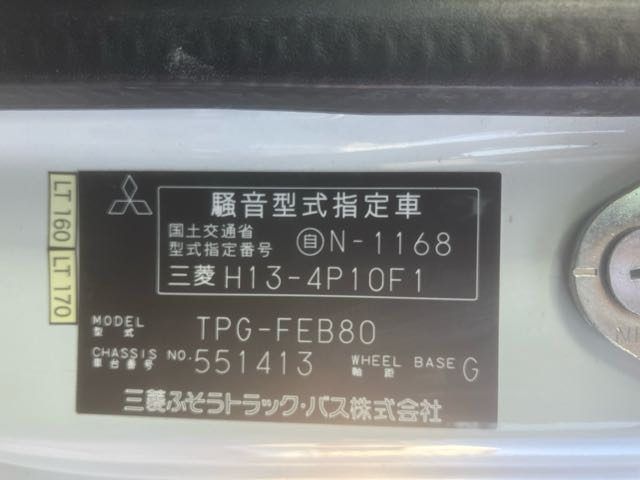 騒音型式指定車
国土交通省
型式指定番号 自 N-1168
三菱 H13-4P10F1
LT 160
LT 170
MODEL
型式 TPG-FEB80
CHASSIS NO. 551413 WHEEL BASE G
車台番号 軸距
三菱ふそうトラック・バス株式会社